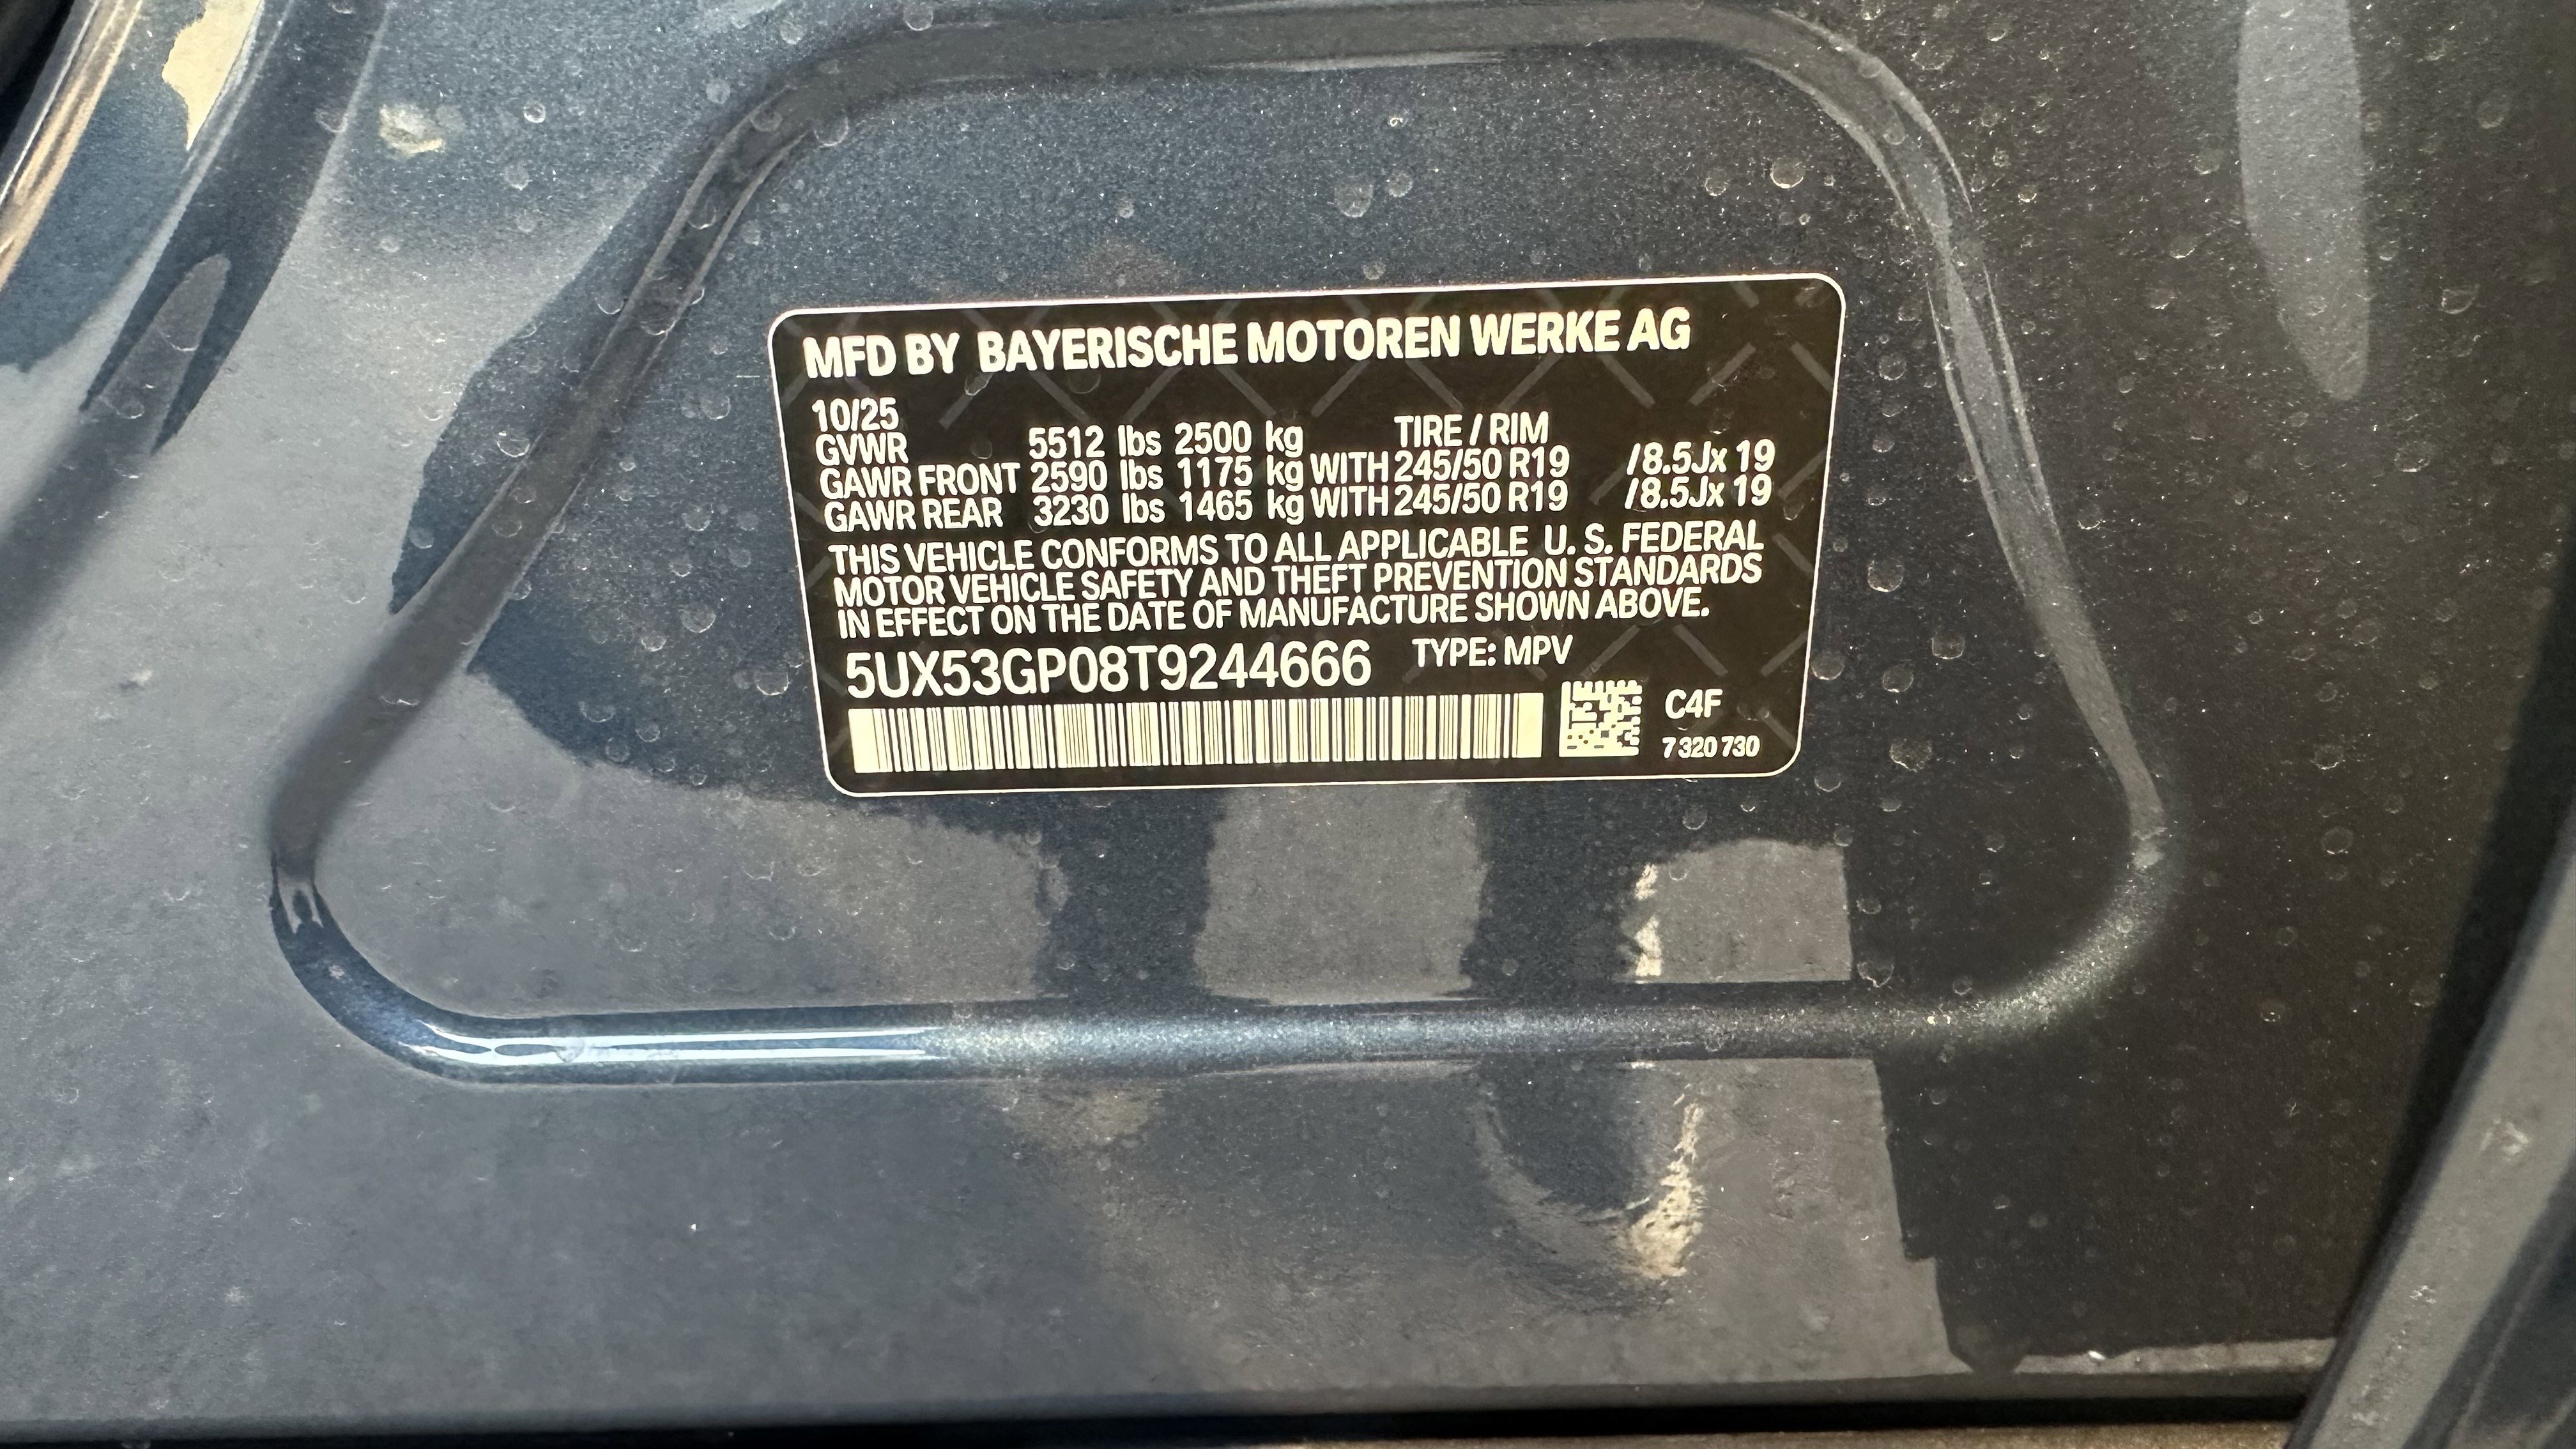 MFD BY BAYERISCHE MOTOREN WERKE AG
10/25
TIRE / RIM
GVWR 5512 lbs 2500 kg
GAWR FRONT 2590 lbs 1175 kg WITH 245/50 R19 /8.5Jx 19
GAWR REAR 3230 lbs 1465 kg WITH 245/50 R19 /8.5Jx 19
THIS VEHICLE CONFORMS TO ALL APPLICABLE U. S. FEDERAL
MOTOR VEHICLE SAFETY AND THEFT PREVENTION STANDARDS
IN EFFECT ON THE DATE OF MANUFACTURE SHOWN ABOVE.
5UX53GP08T9244666 TYPE: MPV
C4F
7 320 730